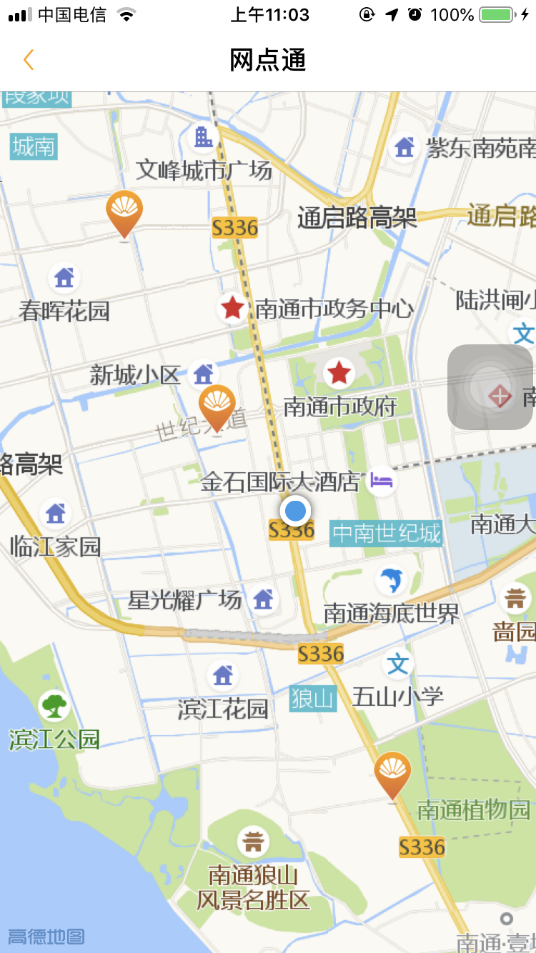 中国电信
上午11:03
100%
网点通
段家坝
城南
文峰城市广场
紫东南苑南
通启路高架
通启路
S336
春晖花园
南通市政务中心
陆洪闸小
文
新城小区
南通市政府
南
世纪大道
路高架
金石国际大酒店
S336
中南世纪城
南通大
临江家园
星光耀广场
南通海底世界
啬园
S336
文
滨江花园
狼山
五山小学
滨江公园
南通植物园
S336
南通狼山
风景名胜区
高德地图
南通·壹城